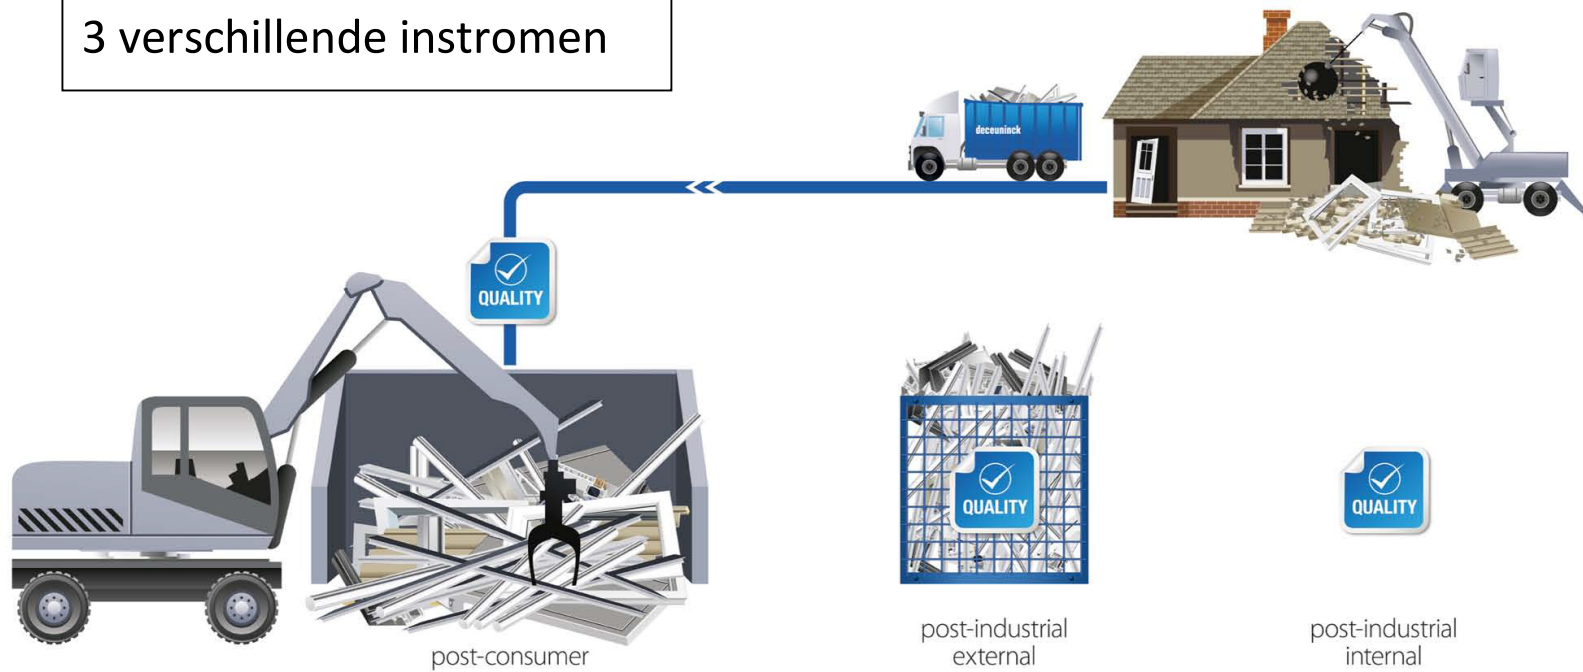 3 verschillende instromen
deceuninck
QUALITY
QUALITY
QUALITY
post-consumer
post-industrial
external
post-industrial
internal